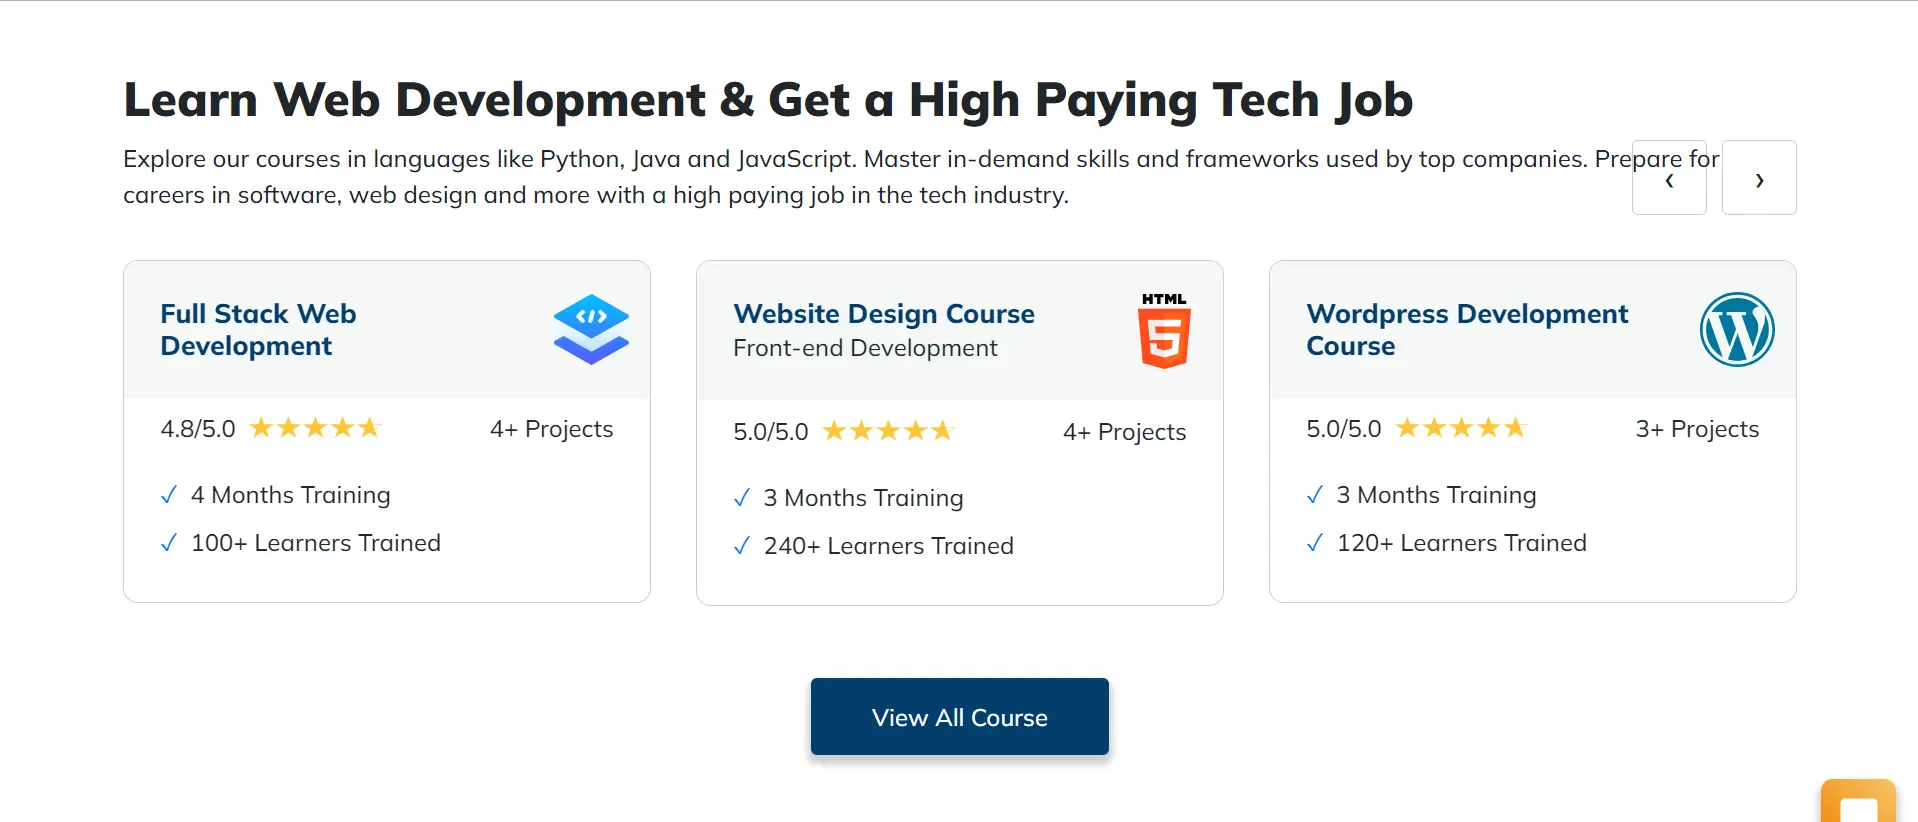 Learn Web Development & Get a High Paying Tech Job
Explore our courses in languages like Python, Java and JavaScript. Master in-demand skills and frameworks used by top companies. Prepare for
careers in software, web design and more with a high paying job in the tech industry.
‹ ›
Full Stack Web
Development
4.8/5.0 ★★★★★ 4+ Projects
✓ 4 Months Training
✓ 100+ Learners Trained
Website Design Course
Front-end Development
HTML
5
5.0/5.0 ★★★★★ 4+ Projects
✓ 3 Months Training
✓ 240+ Learners Trained
Wordpress Development
Course
W
5.0/5.0 ★★★★★ 3+ Projects
✓ 3 Months Training
✓ 120+ Learners Trained
View All Course